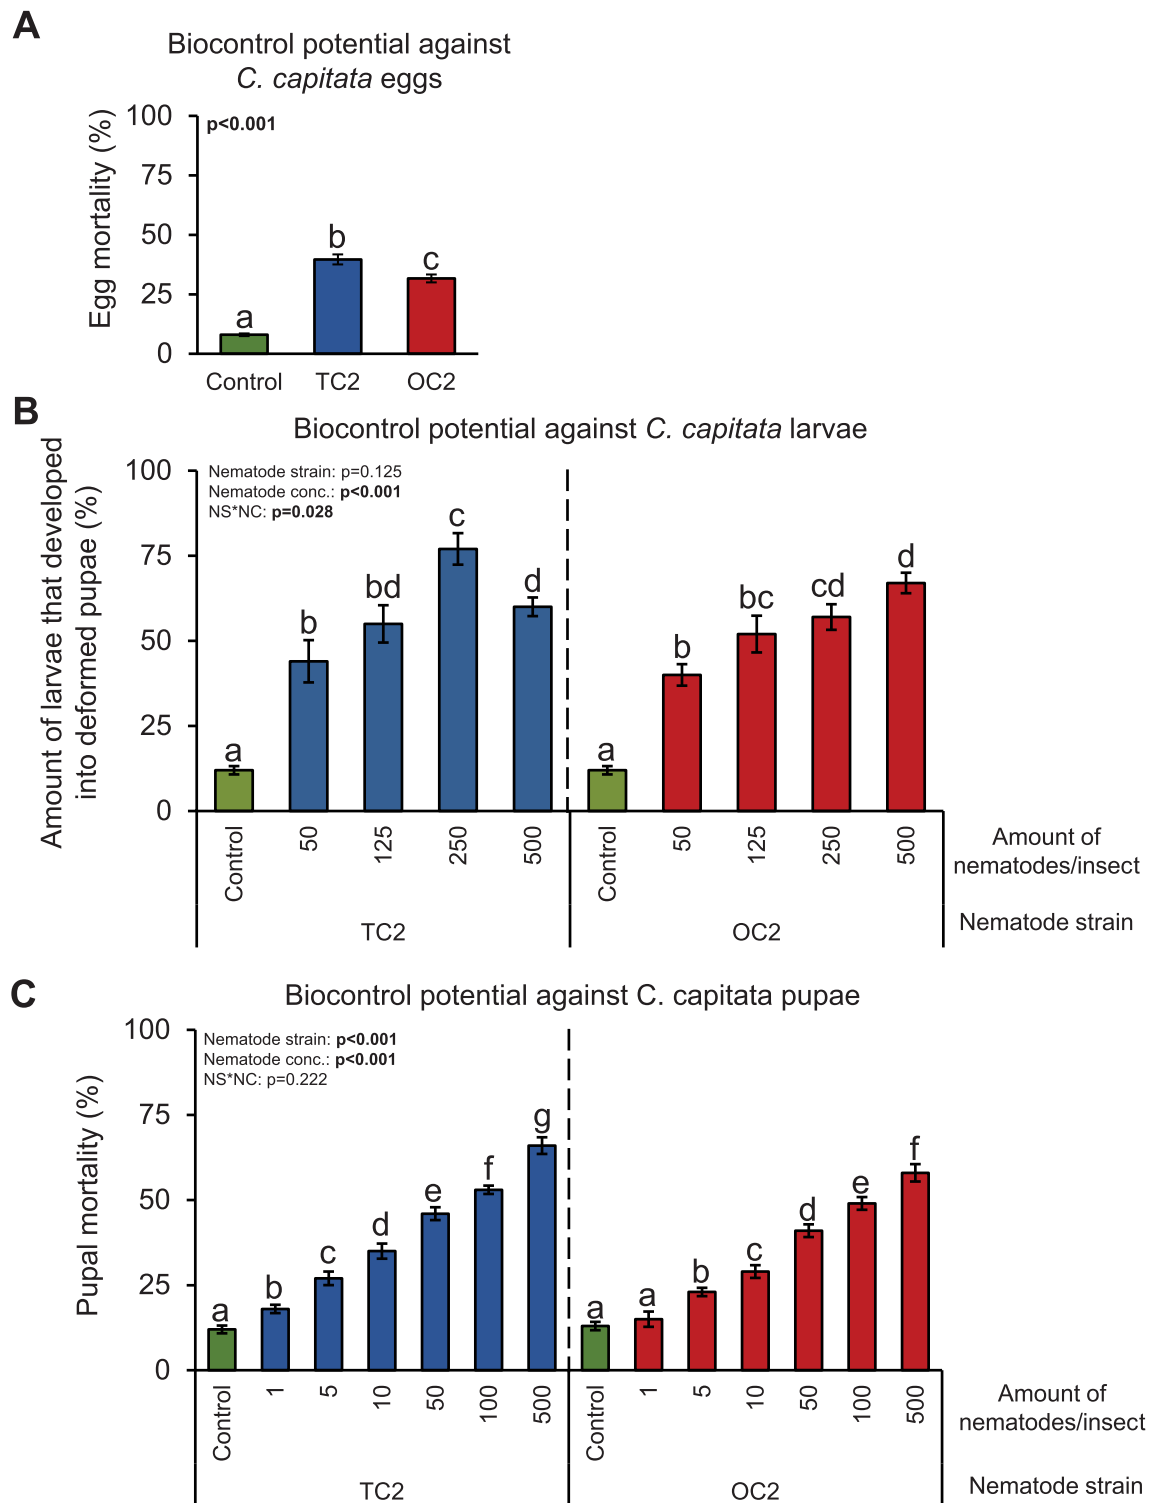 A
Biocontrol potential against
C. capitata eggs
Egg mortality (%)
100
75
50
25
0
p<0.001
a
b
c
Control TC2 OC2
B
Biocontrol potential against C. capitata larvae
Amount of larvae that developed
into deformed pupae (%)
100
75
50
25
0
Nematode strain: p=0.125
Nematode conc.: p<0.001
NS*NC: p=0.028
a b bd c d
a b bc cd d
Control 50 125 250 500 Control 50 125 250 500
Amount of
nematodes/insect
TC2 OC2
Nematode strain
C
Biocontrol potential against C. capitata pupae
Pupal mortality (%)
100
75
50
25
0
Nematode strain: p<0.001
Nematode conc.: p<0.001
NS*NC: p=0.222
a b c d e f g
a a b c d e f
Control 1 5 10 50 100 500 Control 1 5 10 50 100 500
Amount of
nematodes/insect
TC2 OC2
Nematode strain